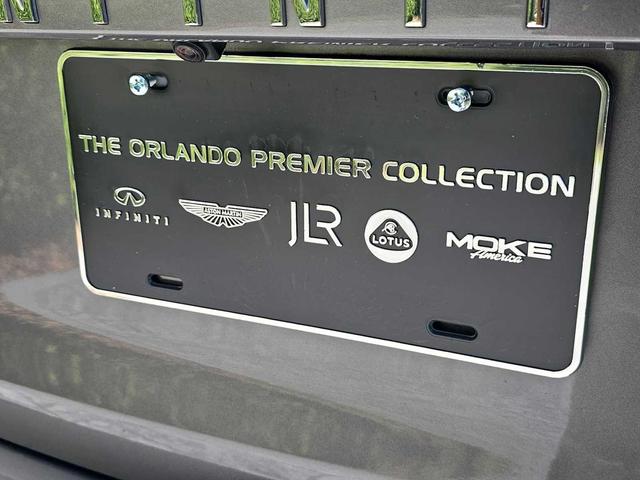 THE ORLANDO PREMIER COLLECTION
INFINITI
ASTON MARTIN
JLR
LOTUS
MOKE
America